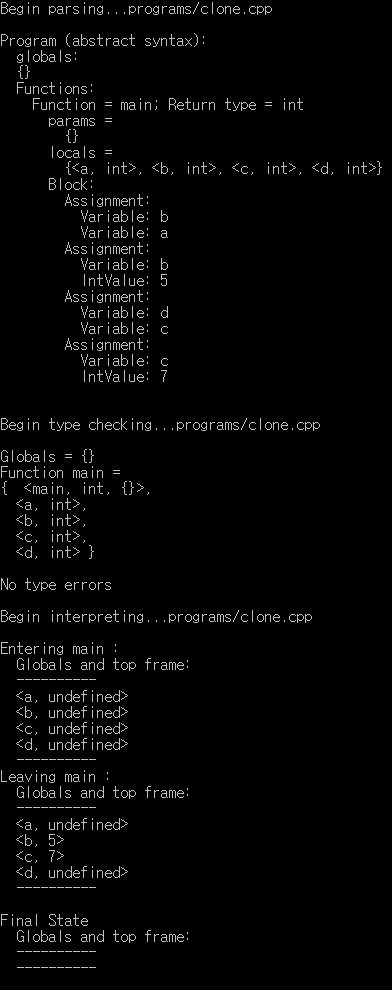 Begin parsing...programs/clone.cpp
Program (abstract syntax):
globals:
{}
Functions:
Function = main; Return type = int
params =
{}
locals =
{<a, int>, <b, int>, <c, int>, <d, int>}
Block:
Assignment:
Variable: b
Variable: a
Assignment:
Variable: b
IntValue: 5
Assignment:
Variable: d
Variable: c
Assignment:
Variable: c
IntValue: 7
Begin type checking...programs/clone.cpp
Globals = {}
Function main =
{  <main, int, {}>,
<a, int>,
<b, int>,
<c, int>,
<d, int> }
No type errors
Begin interpreting...programs/clone.cpp
Entering main :
Globals and top frame:
----------
<a, undefined>
<b, undefined>
<c, undefined>
<d, undefined>
----------
Leaving main :
Globals and top frame:
----------
<a, undefined>
<b, 5>
<c, 7>
<d, undefined>
----------
Final State
Globals and top frame:
----------
----------